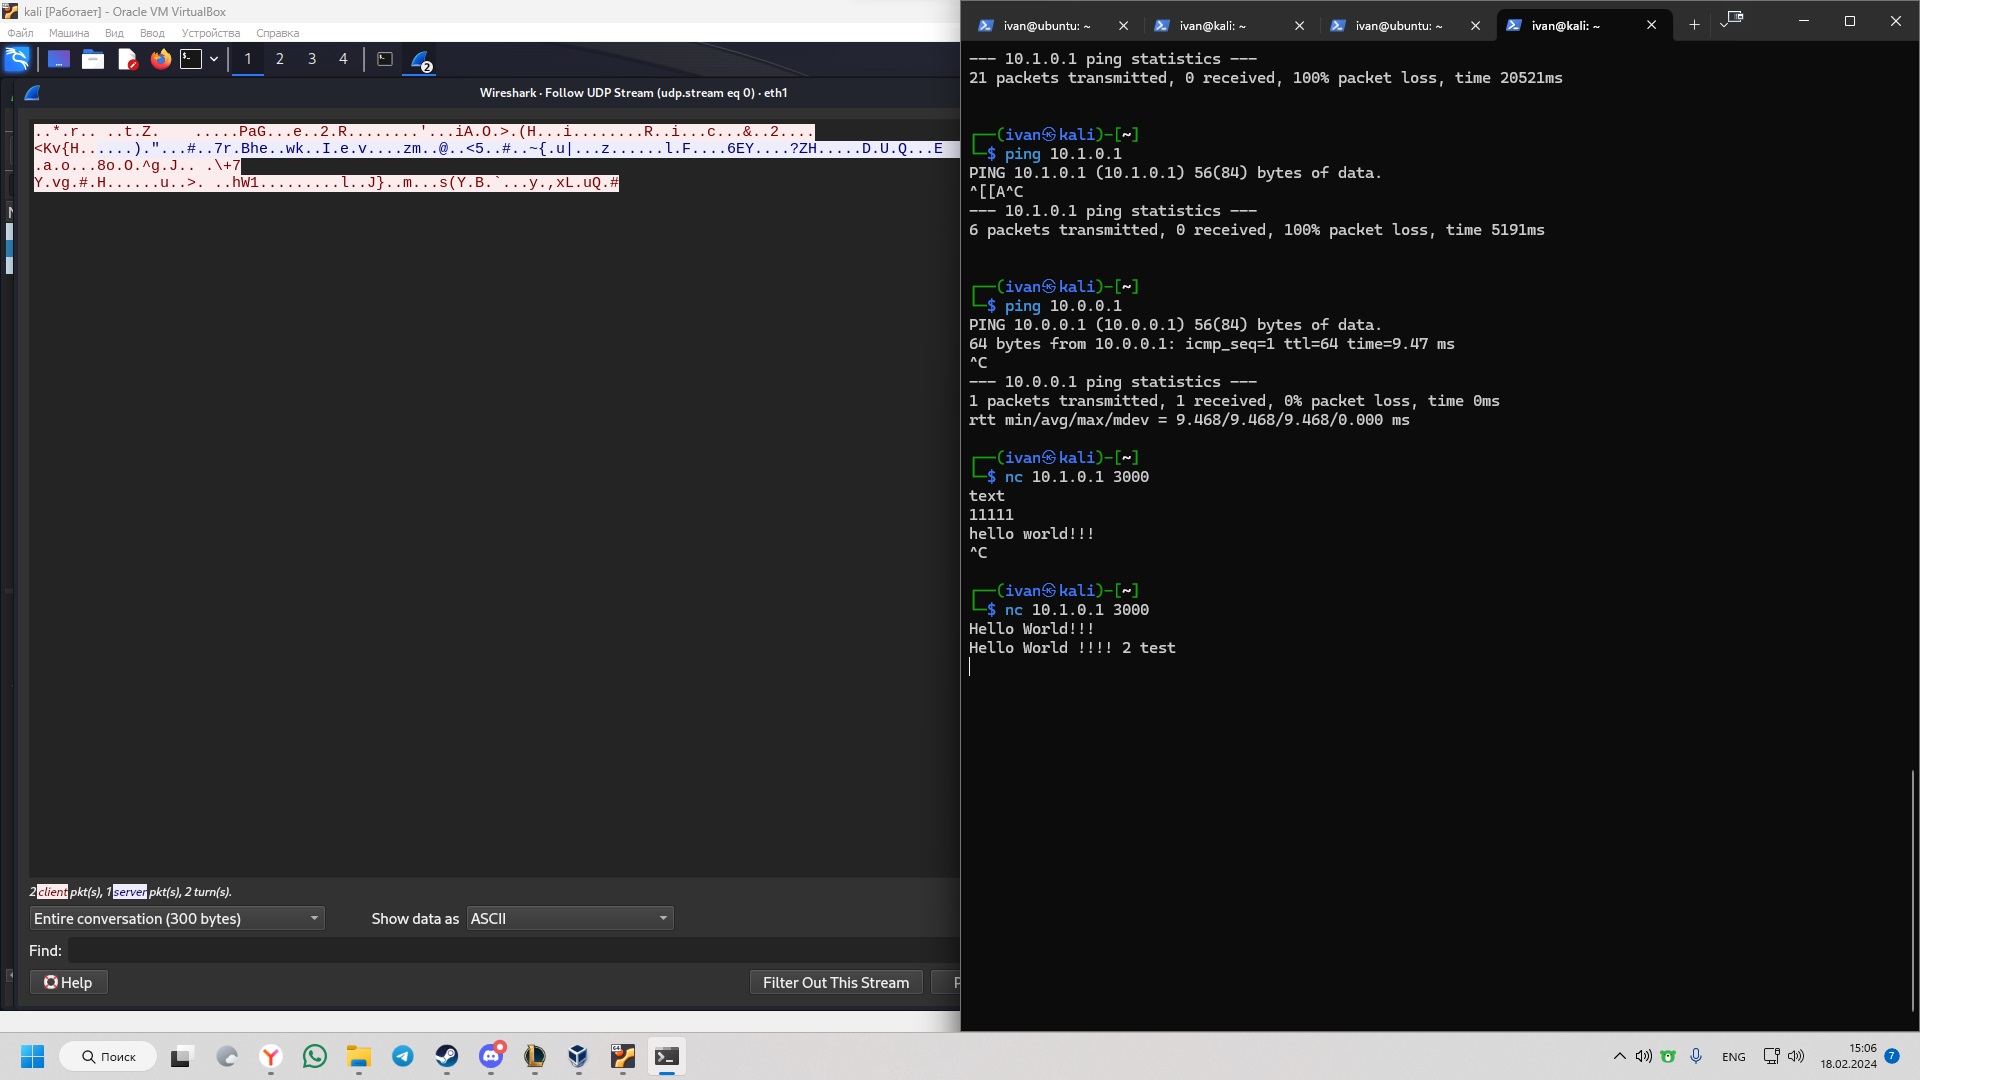 kali [Работает] - Oracle VM VirtualBox
Файл Машина Вид Ввод Устройства Справка
1 2 3 4
2
Wireshark · Follow UDP Stream (udp.stream eq 0) · eth1
..*.r.. ..t.Z.    .....PaG...e..2.R........'...iA.O.>.(H...i........R..i...c...&..2....
<Kv{H......)."...#..7r.Bhe..wk..I.e.v....zm..@..<5..#..~{.u|...z......l.F....6EY....?ZH.....D.U.Q...E
.a.o...8o.O.^g.J.. .\+7
Y.vg.#.H......u..>. ..hW1.........l..J}..m...s(Y.B.`...y.,xL.uQ.#
2 client pkt(s), 1 server pkt(s), 2 turn(s).
Entire conversation (300 bytes)
Show data as ASCII
Find:
Help
Filter Out This Stream
P
ivan@ubuntu: ~
ivan@kali: ~
ivan@ubuntu: ~
ivan@kali: ~
--- 10.1.0.1 ping statistics ---
21 packets transmitted, 0 received, 100% packet loss, time 20521ms
┌──(ivan㉿kali)-[~]
└─$ ping 10.1.0.1
PING 10.1.0.1 (10.1.0.1) 56(84) bytes of data.
^[[A^C
--- 10.1.0.1 ping statistics ---
6 packets transmitted, 0 received, 100% packet loss, time 5191ms
┌──(ivan㉿kali)-[~]
└─$ ping 10.0.0.1
PING 10.0.0.1 (10.0.0.1) 56(84) bytes of data.
64 bytes from 10.0.0.1: icmp_seq=1 ttl=64 time=9.47 ms
^C
--- 10.0.0.1 ping statistics ---
1 packets transmitted, 1 received, 0% packet loss, time 0ms
rtt min/avg/max/mdev = 9.468/9.468/9.468/0.000 ms
┌──(ivan㉿kali)-[~]
└─$ nc 10.1.0.1 3000
text
11111
hello world!!!
^C
┌──(ivan㉿kali)-[~]
└─$ nc 10.1.0.1 3000
Hello World!!!
Hello World !!!! 2 test
Поиск
ENG
15:06
18.02.2024
7